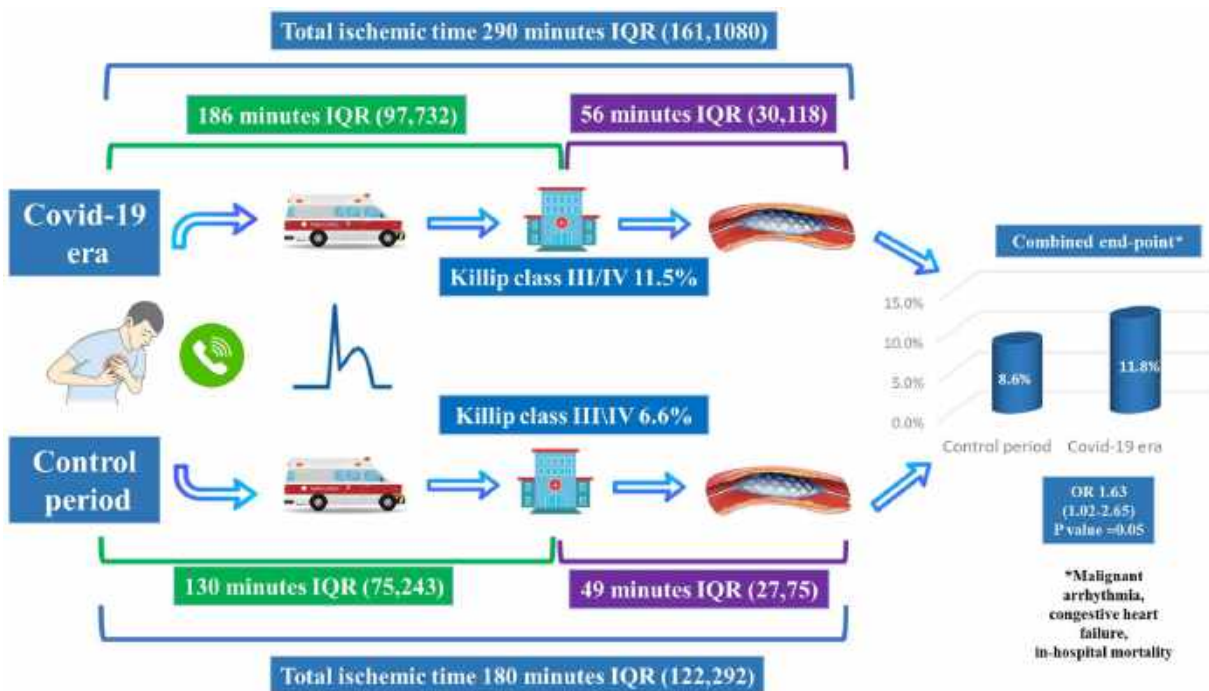 Total ischemic time 290 minutes IQR (161,1080)
186 minutes IQR (97,732)
56 minutes IQR (30,118)
Covid-19
era
Killip class III/IV 11.5%
Combined end-point*
15.0%
10.0%
5.0%
0.0%
8.6%
11.8%
Control period
Covid-19 era
Killip class III\IV 6.6%
Control
period
OR 1.63
(1.02-2.65)
P value =0.05
130 minutes IQR (75,243)
49 minutes IQR (27,75)
*Malignant
arrhythmia,
congestive heart
failure,
in-hospital mortality
Total ischemic time 180 minutes IQR (122,292)